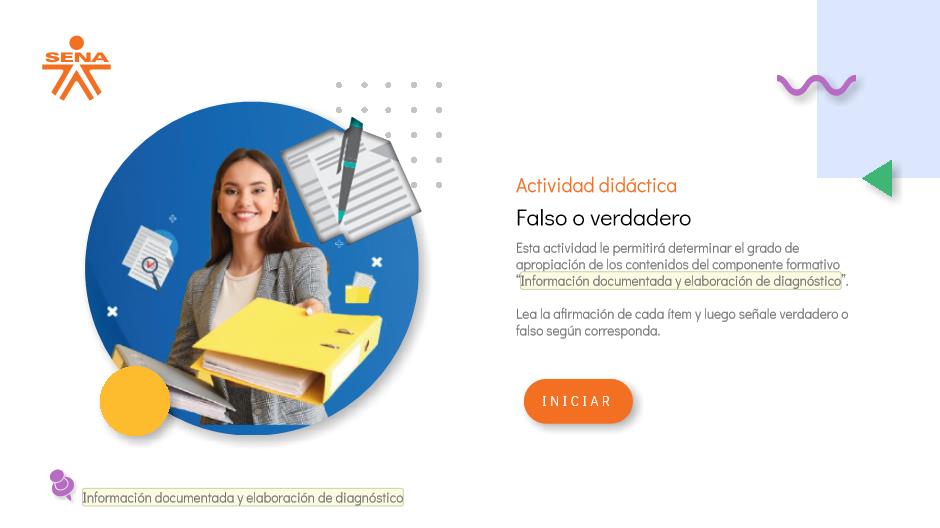 SENA
Actividad didáctica
Falso o verdadero
Esta actividad le permitirá determinar el grado de
apropiación de los contenidos del componente formativo
“Información documentada y elaboración de diagnóstico”.
Lea la afirmación de cada ítem y luego señale verdadero o
falso según corresponda.
INICIAR
Información documentada y elaboración de diagnóstico